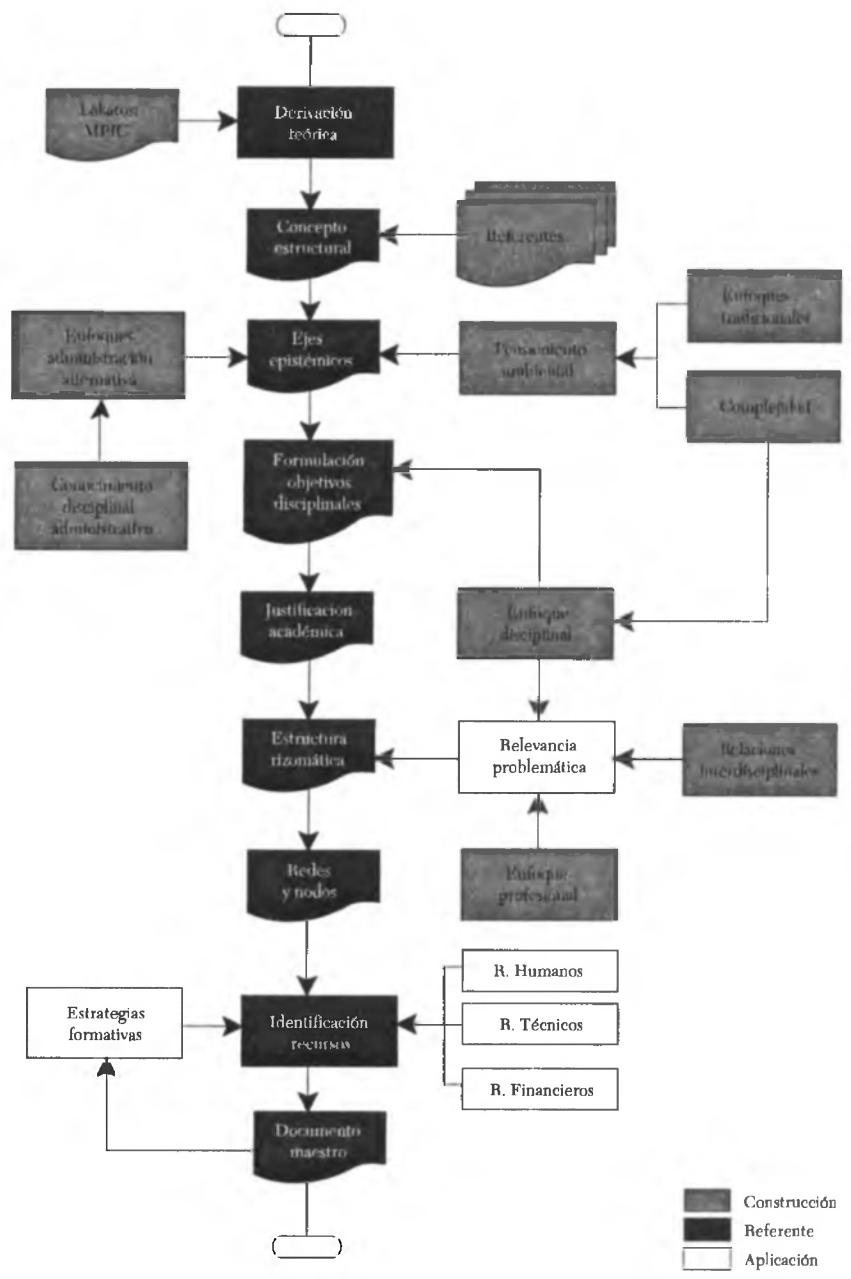 Lakatos:
Derivación
teórica
Concepto
estructural
Referentes
Enfoques
tradicionales
Enfoques
administración
alternativa
Ejes
epistémicos
Pensamiento
ambiental
Complejidad
Conocimiento
disciplinal
administrativo
Formulación
objetivos
disciplinales
Justificación
académica
Enfoque
disciplinal
Estructura
rizomática
Relevancia
problemática
Relaciones
interdisciplinales
Redes
y nodos
Enfoque
profesional
R. Humanos
Estrategias
formativas
Identificación
recursos
R. Técnicos
R. Financieros
Documento
maestro
Construcción
Referente
Aplicación